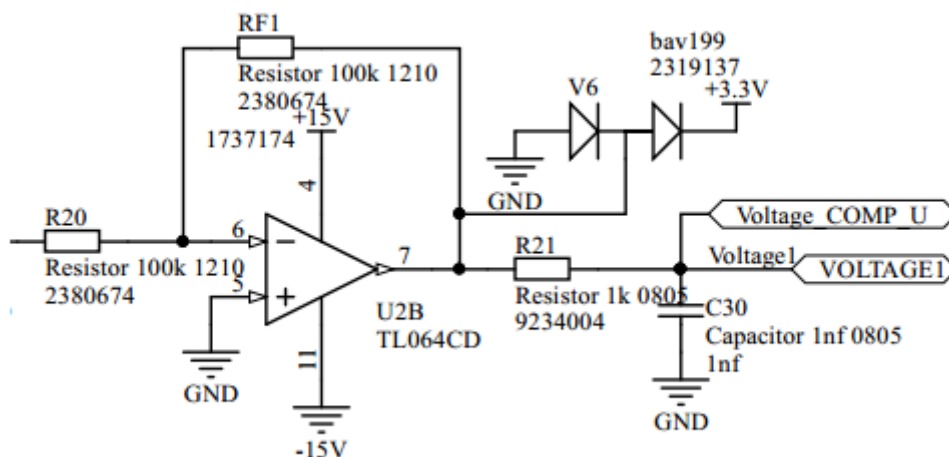 RF1
Resistor 100k 1210
2380674
+15V
1737174
4
bav199
2319137
+3.3V
V6
GND
R20
Resistor 100k 1210
2380674
6
5
7
U2B
TL064CD
11
GND
-15V
R21
Resistor 1k 0805
9234004
Voltage_COMP_U
Voltage1
VOLTAGE1
C30
Capacitor 1nf 0805
1nf
GND